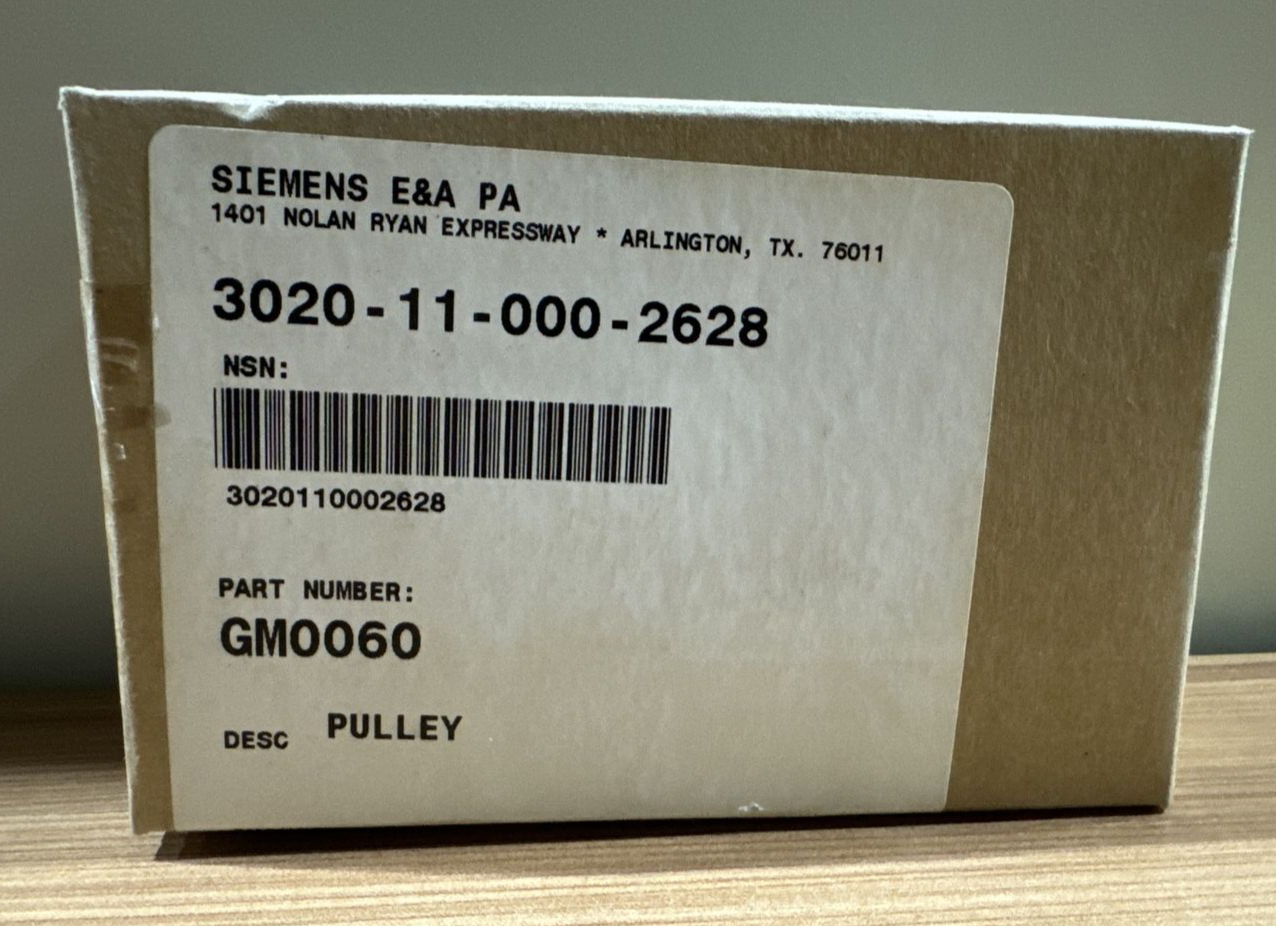 SIEMENS E&A PA
1401 NOLAN RYAN EXPRESSWAY * ARLINGTON, TX. 76011
3020-11-000-2628
NSN:
3020110002628
PART NUMBER:
GM0060
DESC PULLEY